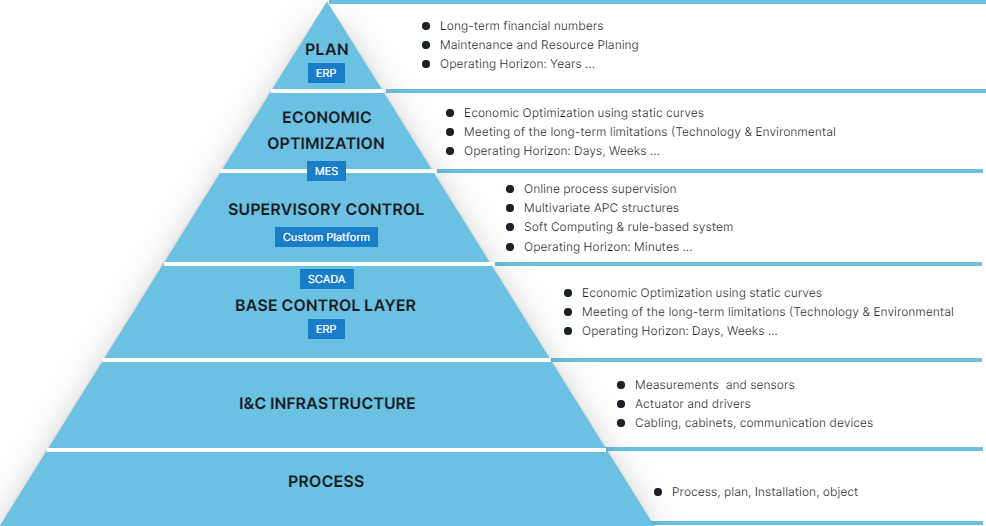 PLAN
ERP
Long-term financial numbers
Maintenance and Resource Planing
Operating Horizon: Years ...
ECONOMIC
OPTIMIZATION
MES
Economic Optimization using static curves
Meeting of the long-term limitations (Technology & Environmental
Operating Horizon: Days, Weeks ...
SUPERVISORY CONTROL
Custom Platform
Online process supervision
Multivariate APC structures
Soft Computing & rule-based system
Operating Horizon: Minutes ...
SCADA
BASE CONTROL LAYER
ERP
Economic Optimization using static curves
Meeting of the long-term limitations (Technology & Environmental
Operating Horizon: Days, Weeks ...
I&C INFRASTRUCTURE
Measurements and sensors
Actuator and drivers
Cabling, cabinets, communication devices
PROCESS
Process, plan, Installation, object